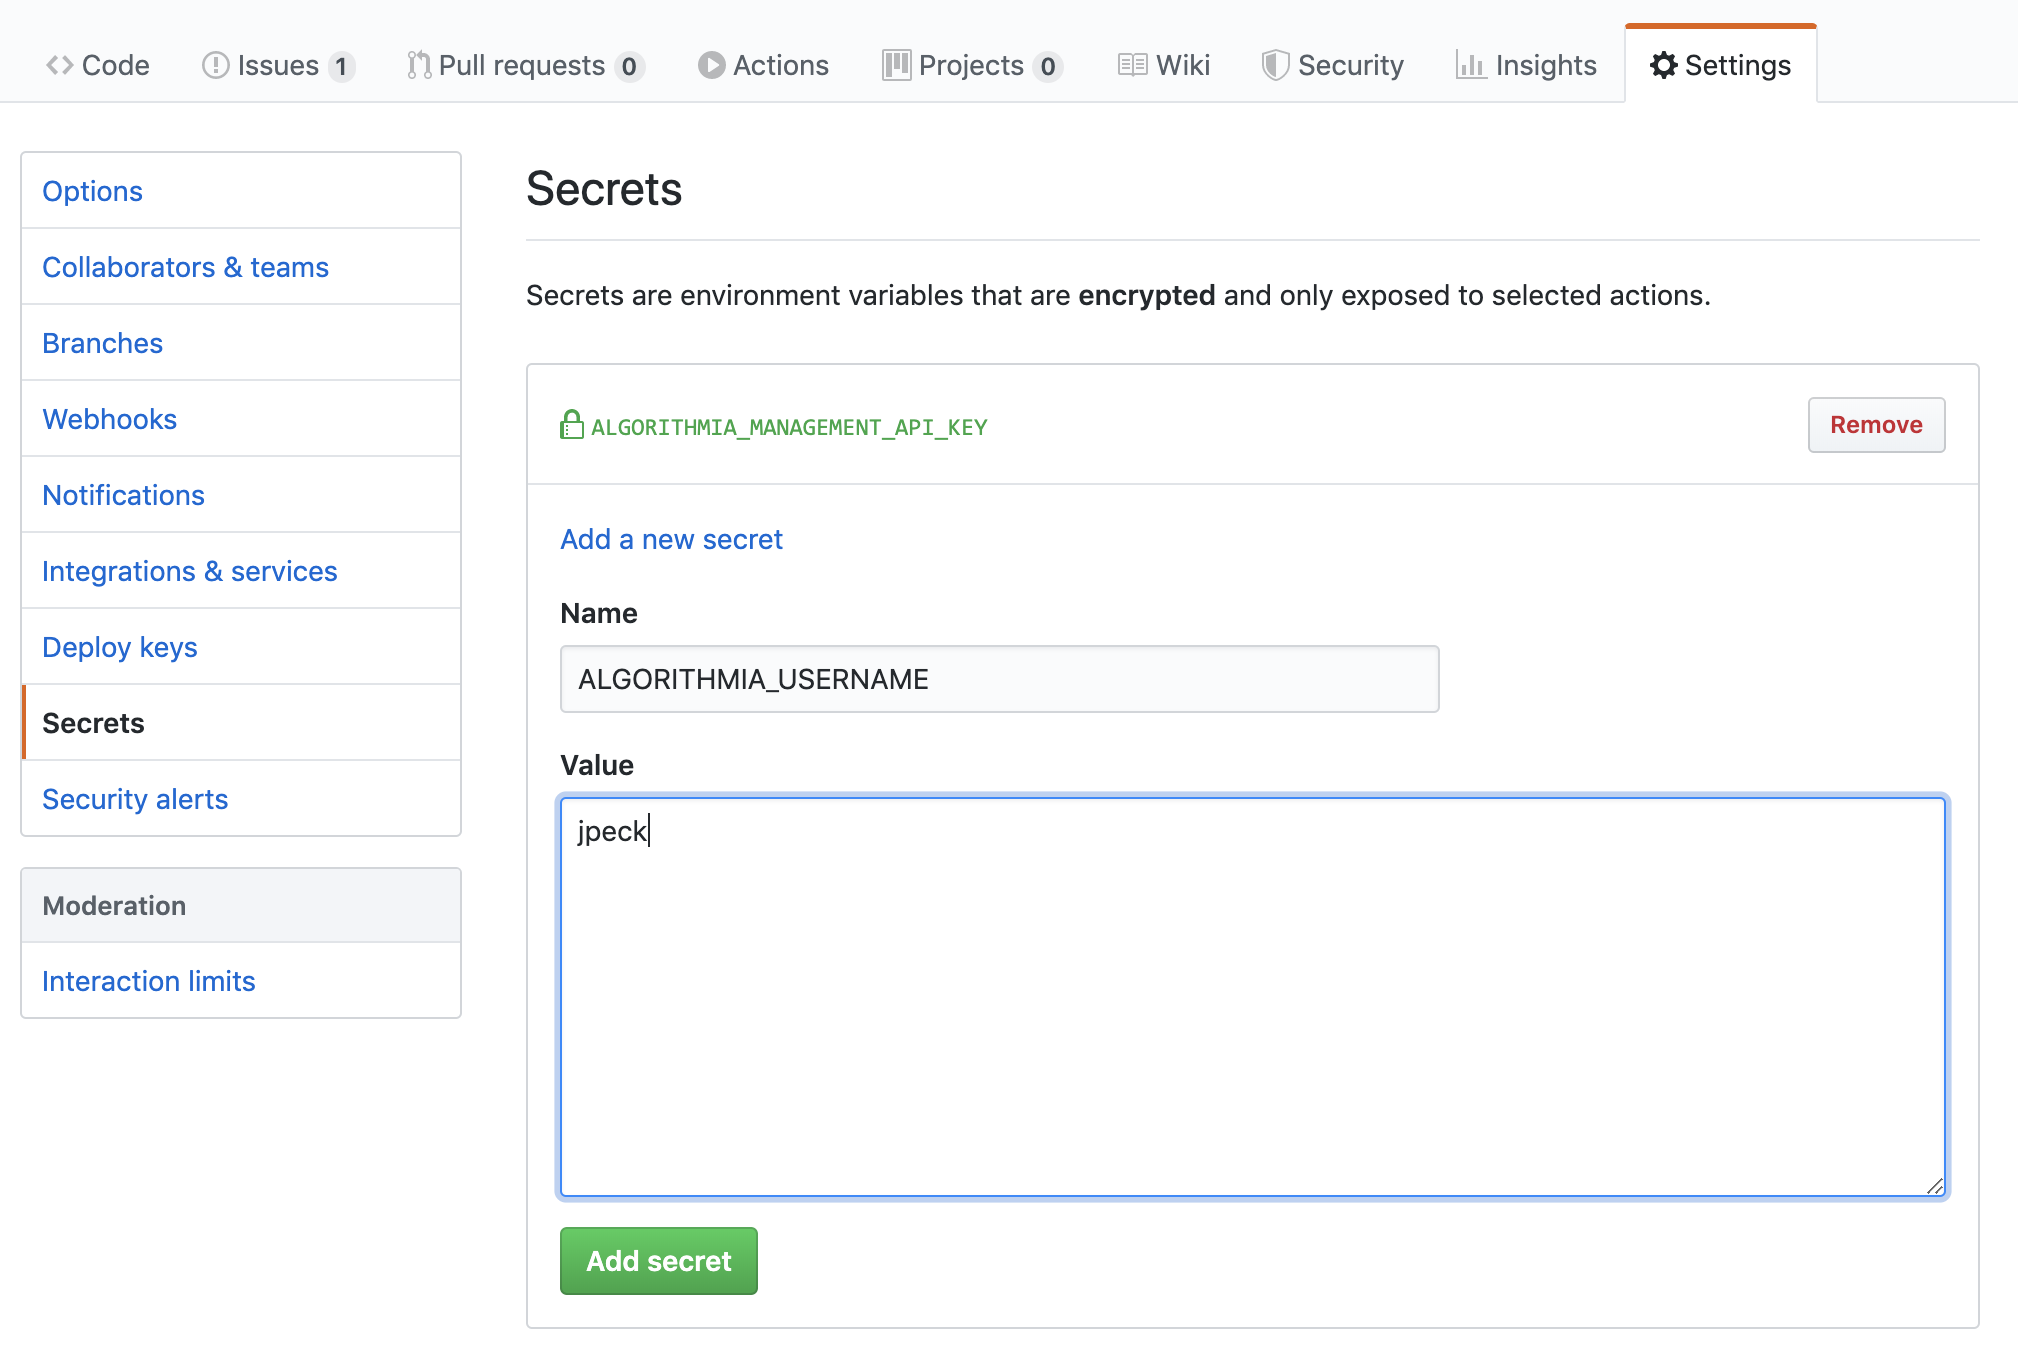 Code Issues 1 Pull requests 0 Actions Projects 0 Wiki Security Insights Settings
Options
Collaborators & teams
Branches
Webhooks
Notifications
Integrations & services
Deploy keys
Secrets
Security alerts
Moderation
Interaction limits
Secrets
Secrets are environment variables that are encrypted and only exposed to selected actions.
ALGORITHMIA_MANAGEMENT_API_KEY Remove
Add a new secret
Name
ALGORITHMIA_USERNAME
Value
jpeck
Add secret